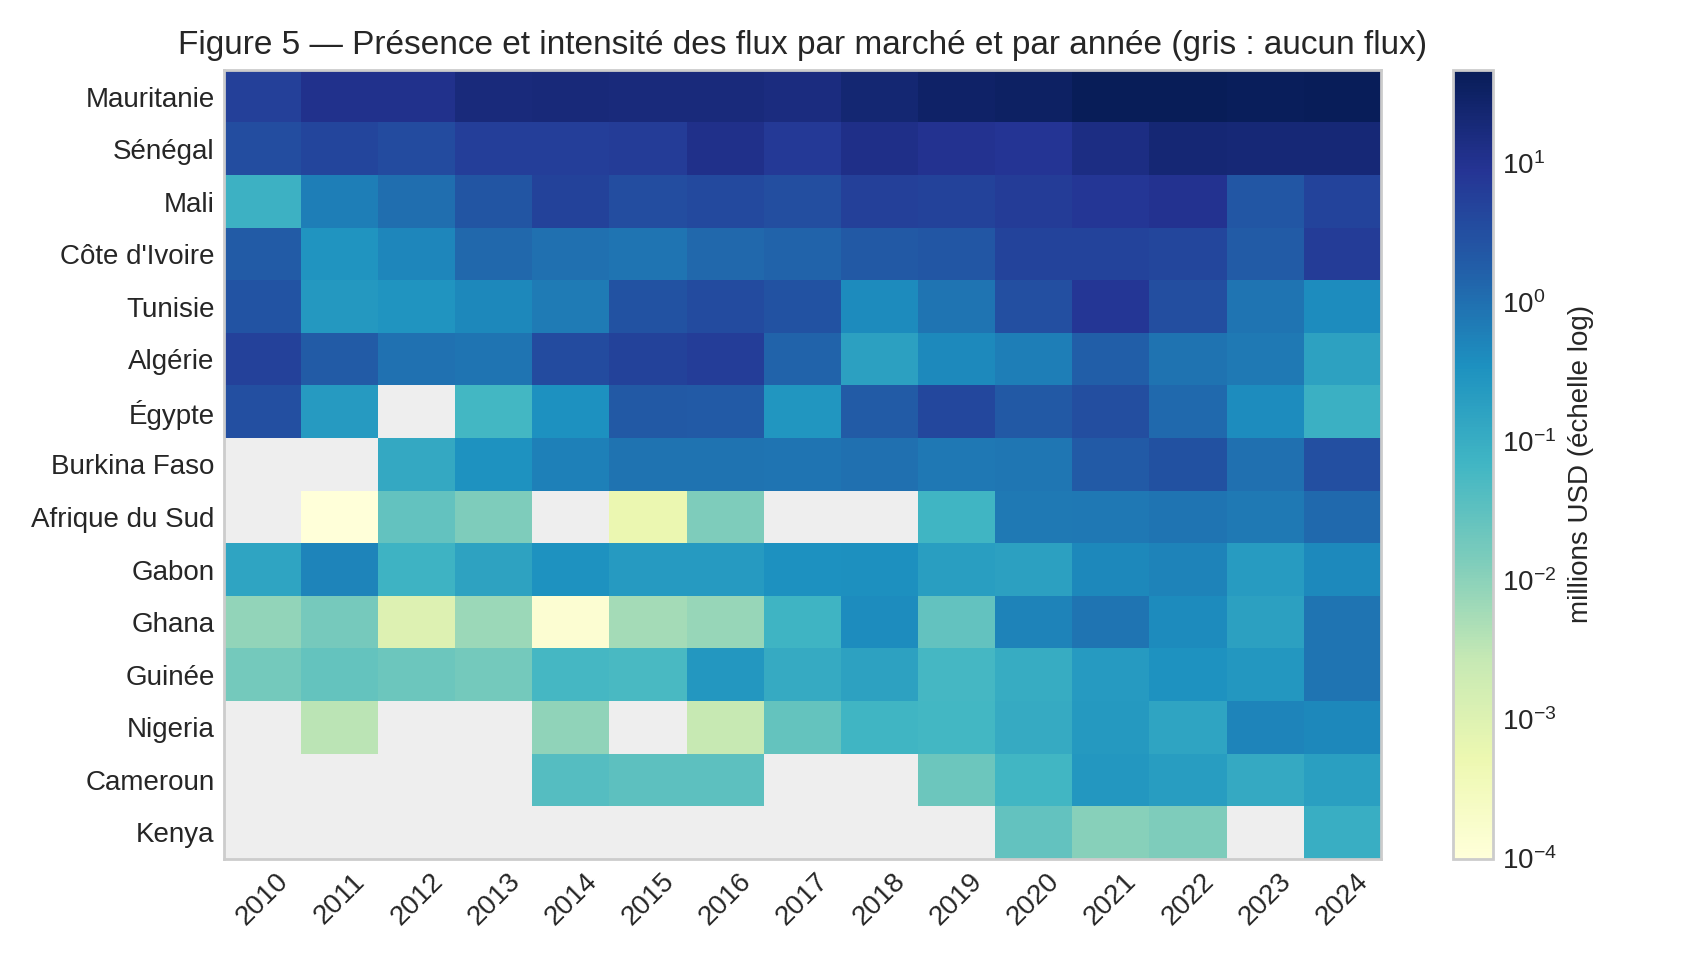 Figure 5 — Présence et intensité des flux par marché et par année (gris : aucun flux)
Mauritanie
Sénégal
Mali
Côte d'Ivoire
Tunisie
Algérie
Égypte
Burkina Faso
Afrique du Sud
Gabon
Ghana
Guinée
Nigeria
Cameroun
Kenya
2010 2011 2012 2013 2014 2015 2016 2017 2018 2019 2020 2021 2022 2023 2024
10¹
10⁰
10⁻¹
10⁻²
10⁻³
10⁻⁴
millions USD (échelle log)